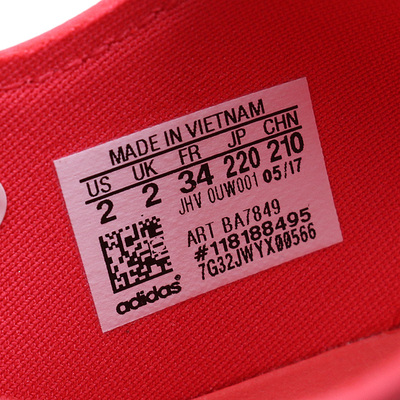 MADE IN VIETNAM
US UK FR JP CHN
2 2 34 220 210
JHV 0UW001 05/17
ART BA7849
#118188495
7G32JWYX00566
adidas